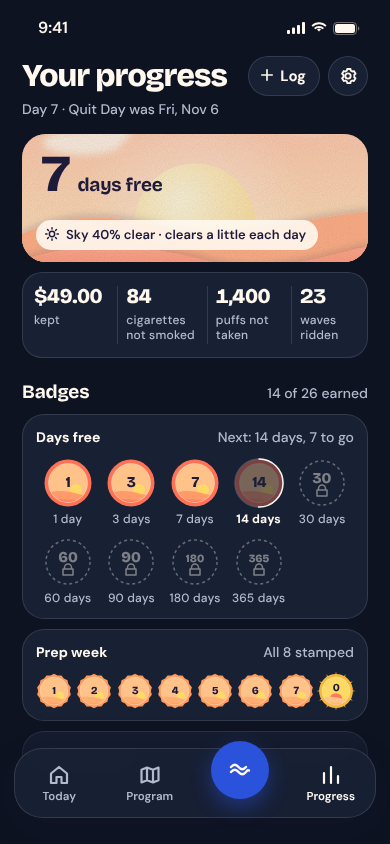 9:41
Your progress
+ Log
Day 7 · Quit Day was Fri, Nov 6
7 days free
Sky 40% clear · clears a little each day
$49.00 84 1,400 23
kept cigarettes puffs not waves
not smoked taken ridden
Badges 14 of 26 earned
Days free Next: 14 days, 7 to go
1 3 7 14 30
1 day 3 days 7 days 14 days 30 days
60 90 180 365
60 days 90 days 180 days 365 days
Prep week All 8 stamped
1 2 3 4 5 6 7 0
Today Program Progress